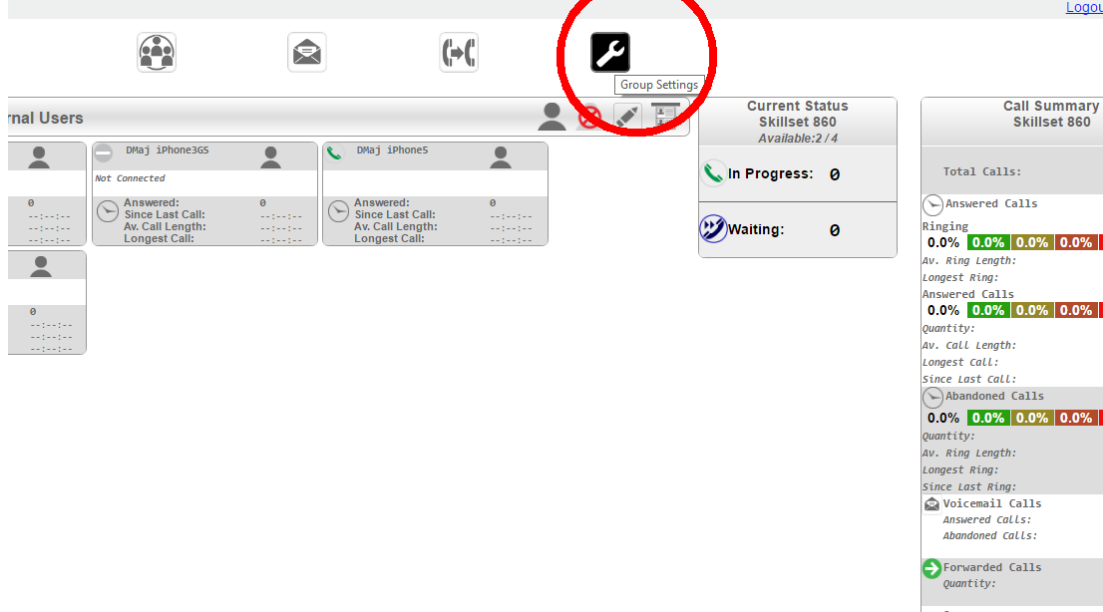 Logou
Group Settings
rnal Users
DMaj iPhone3GS
Not Connected
DMaj iPhone5
0
--:--:--
--:--:--
--:--:--
Answered: 0
Since Last Call: --:--:--
Av. Call Length: --:--:--
Longest Call: --:--:--
Answered: 0
Since Last Call: --:--:--
Av. Call Length: --:--:--
Longest Call: --:--:--
0
--:--:--
--:--:--
--:--:--
Current Status
Skillset 860
Available:2/4
In Progress: 0
Waiting: 0
Call Summary
Skillset 860
Total Calls:
Answered Calls
Ringing
0.0% 0.0% 0.0% 0.0%
Av. Ring Length:
Longest Ring:
Answered Calls
0.0% 0.0% 0.0% 0.0%
Quantity:
Av. Call Length:
Longest Call:
Since Last Call:
Abandoned Calls
0.0% 0.0% 0.0% 0.0%
Quantity:
Av. Ring Length:
Longest Ring:
Since Last Ring:
Voicemail Calls
Answered Calls:
Abandoned Calls:
Forwarded Calls
Quantity: